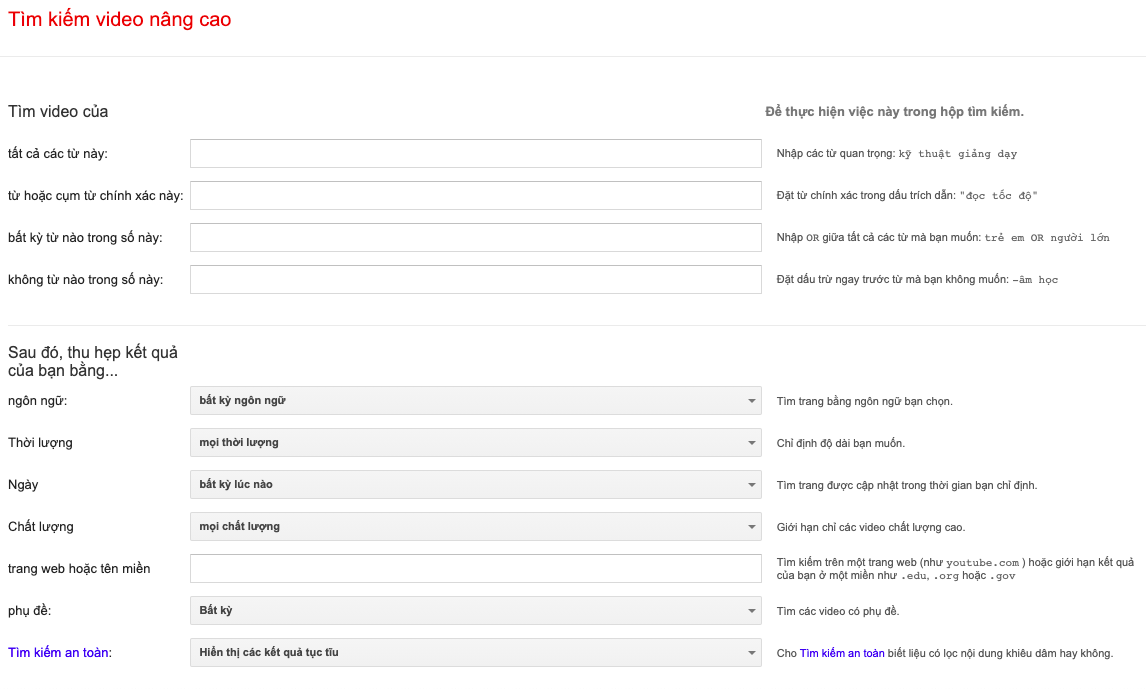 Tìm kiếm video nâng cao
Tìm video của
Để thực hiện việc này trong hộp tìm kiếm.
tất cả các từ này:
Nhập các từ quan trọng: kỹ thuật giảng dạy
từ hoặc cụm từ chính xác này:
Đặt từ chính xác trong dấu trích dẫn: "đọc tốc độ"
bất kỳ từ nào trong số này:
Nhập OR giữa tất cả các từ mà bạn muốn: trẻ em OR người lớn
không từ nào trong số này:
Đặt dấu trừ ngay trước từ mà bạn không muốn: -âm học
Sau đó, thu hẹp kết quả
của bạn bằng...
ngôn ngữ:
bất kỳ ngôn ngữ
Tìm trang bằng ngôn ngữ bạn chọn.
Thời lượng
mọi thời lượng
Chỉ định độ dài bạn muốn.
Ngày
bất kỳ lúc nào
Tìm trang được cập nhật trong thời gian bạn chỉ định.
Chất lượng
mọi chất lượng
Giới hạn chỉ các video chất lượng cao.
trang web hoặc tên miền
Tìm kiếm trên một trang web (như youtube.com ) hoặc giới hạn kết quả
của bạn ở một miền như .edu, .org hoặc .gov
phụ đề:
Bất kỳ
Tìm các video có phụ đề.
Tìm kiếm an toàn:
Hiển thị các kết quả tục tĩu
Cho Tìm kiếm an toàn biết liệu có lọc nội dung khiêu dâm hay không.